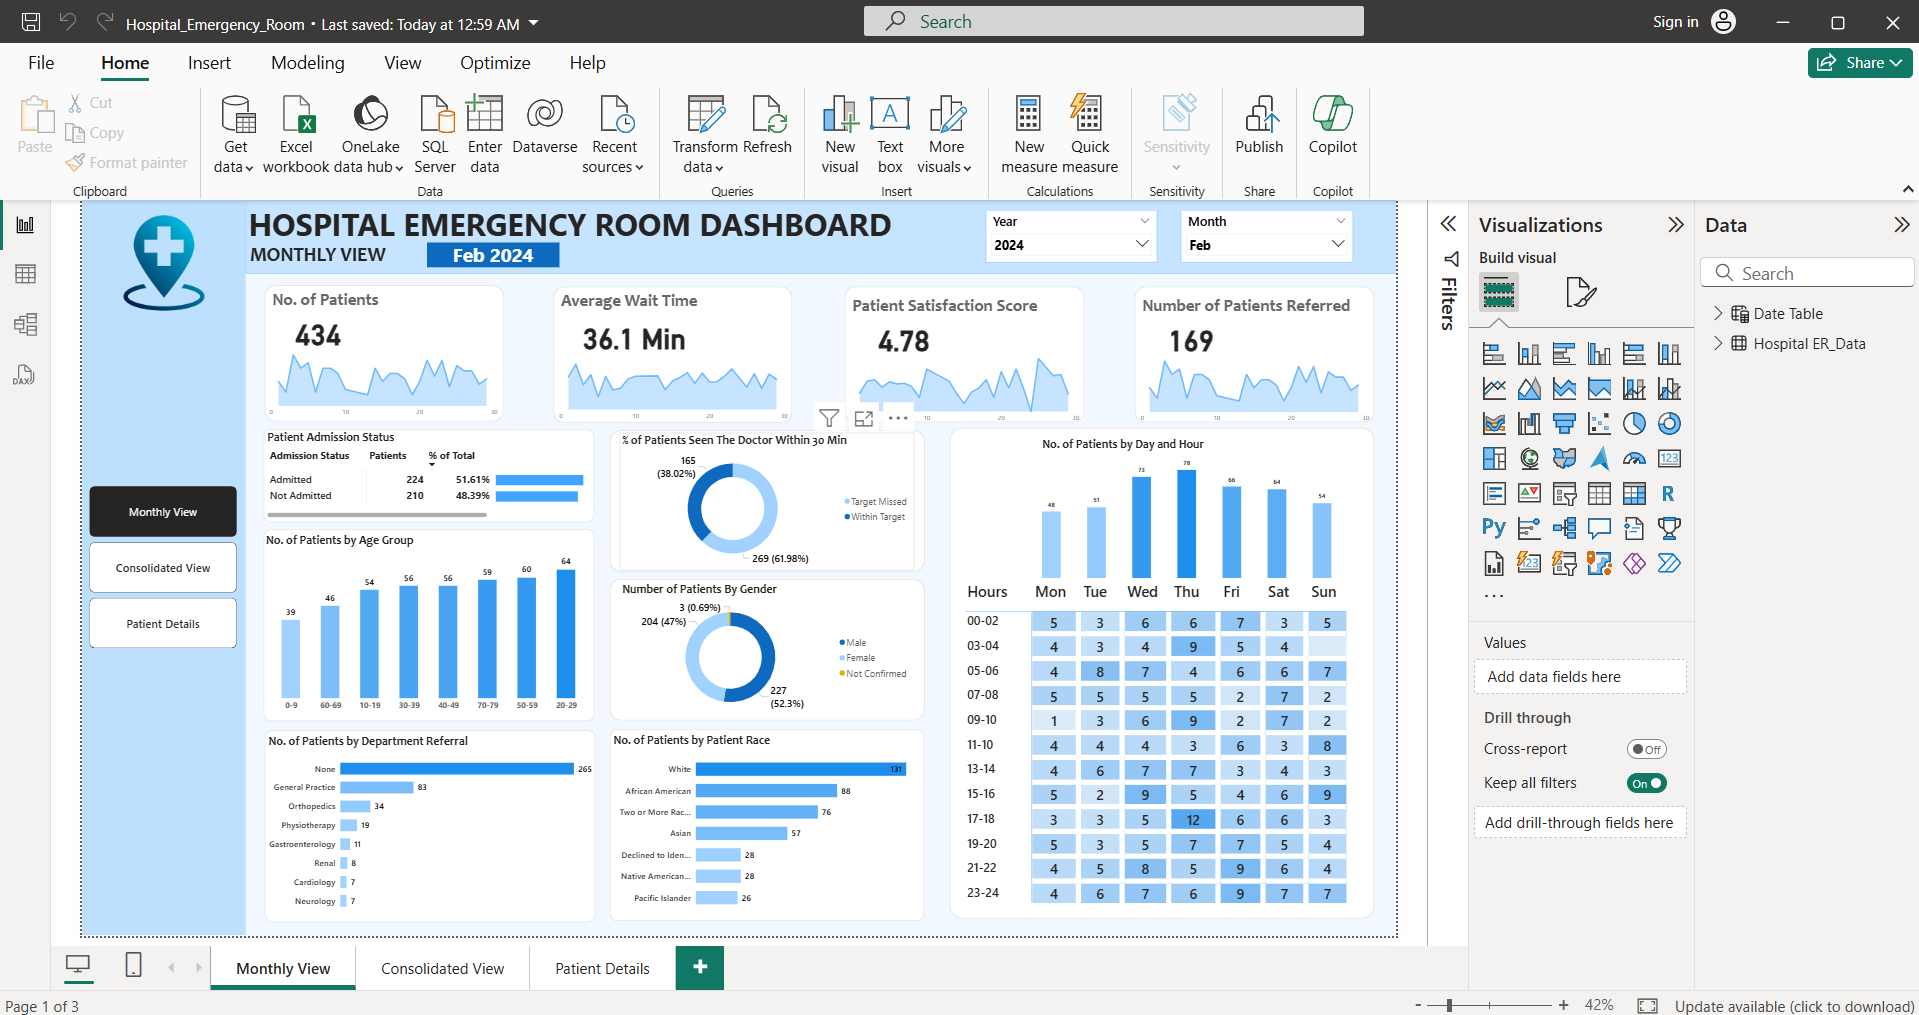 Hospital_Emergency_Room • Last saved: Today at 12:59 AM
Search
Sign in
File Home Insert Modeling View Optimize Help
Share
Paste
Cut
Copy
Format painter
Clipboard
Get data
Excel workbook
OneLake data hub
SQL Server
Enter data
Dataverse
Recent sources
Data
Transform data
Refresh
Queries
New visual
Text box
More visuals
Insert
New measure
Quick measure
Calculations
Sensitivity
Sensitivity
Publish
Share
Copilot
Copilot
HOSPITAL EMERGENCY ROOM DASHBOARD
MONTHLY VIEW Feb 2024
Year
2024
Month
Feb
No. of Patients
434
0 10 20 30
Average Wait Time
36.1 Min
0 10 20 30
Patient Satisfaction Score
4.78
10 20 30
Number of Patients Referred
169
0 10 20 30
Monthly View
Consolidated View
Patient Details
Patient Admission Status
Admission Status Patients % of Total
Admitted 224 51.61%
Not Admitted 210 48.39%
No. of Patients by Age Group
39 46 54 56 56 59 60 64
0-9 60-69 10-19 30-39 40-49 70-79 50-59 20-29
No. of Patients by Department Referral
None 265
General Practice 83
Orthopedics 34
Physiotherapy 19
Gastroenterology 11
Renal 8
Cardiology 7
Neurology 7
% of Patients Seen The Doctor Within 30 Min
165
(38.02%)
Target Missed
Within Target
269 (61.98%)
Number of Patients By Gender
3 (0.69%)
204 (47%)
Male
Female
Not Confirmed
227
(52.3%)
No. of Patients by Patient Race
White 131
African American 88
Two or More Rac... 76
Asian 57
Declined to Iden... 28
Native American... 28
Pacific Islander 26
No. of Patients by Day and Hour
48 51 73 78 66 64 54
Hours Mon Tue Wed Thu Fri Sat Sun
00-02 5 3 6 6 7 3 5
03-04 4 3 4 9 5 4
05-06 4 8 7 4 6 6 7
07-08 5 5 5 5 2 7 2
09-10 1 3 6 9 2 7 2
11-10 4 4 4 3 6 3 8
13-14 4 6 7 7 3 4 3
15-16 5 2 9 5 4 6 9
17-18 3 3 5 12 6 6 3
19-20 5 3 5 7 7 5 4
21-22 4 5 8 5 9 6 4
23-24 4 6 7 6 9 7 7
Filters
Visualizations
Build visual
123
R
Py
123
...
Values
Add data fields here
Drill through
Cross-report Off
Keep all filters On
Add drill-through fields here
Data
Search
Date Table
Hospital ER_Data
DAX
Monthly View Consolidated View Patient Details +
Page 1 of 3
- + 42%
Update available (click to download)